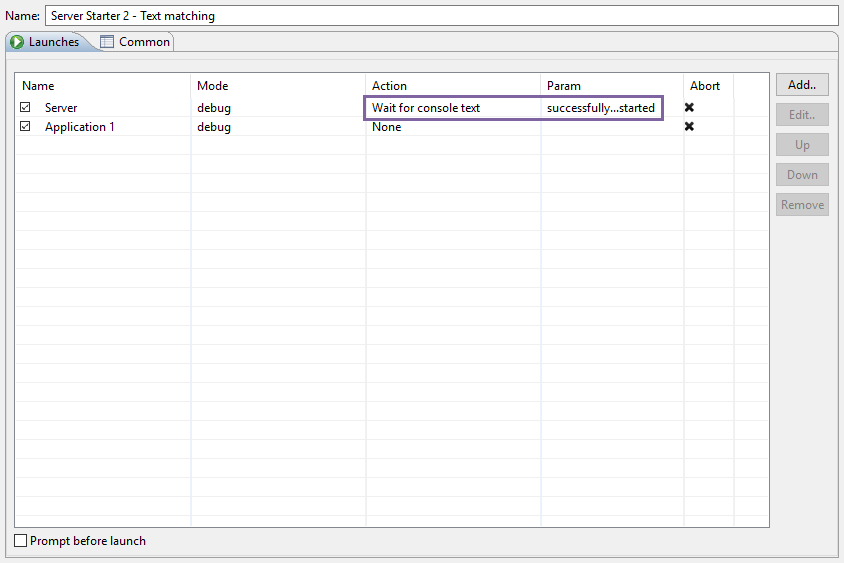 Name: Server Starter 2 - Text matching
Launches Common
Name Mode Action Param Abort
Server debug Wait for console text successfully...started
Application 1 debug None
Add..
Edit..
Up
Down
Remove
Prompt before launch